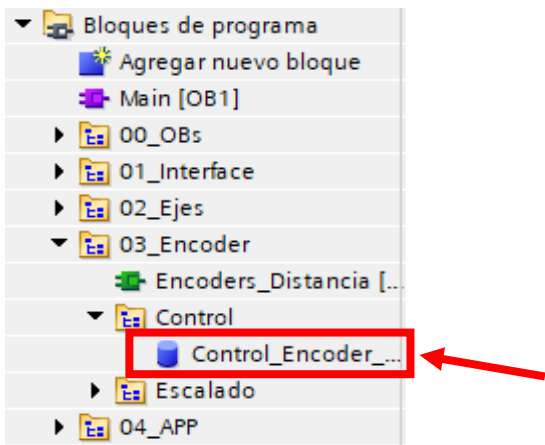 Bloques de programa
Agregar nuevo bloque
Main [OB1]
00_OBs
01_Interface
02_Ejes
03_Encoder
Encoders_Distancia [...
Control
Control_Encoder_...
Escalado
04_APP